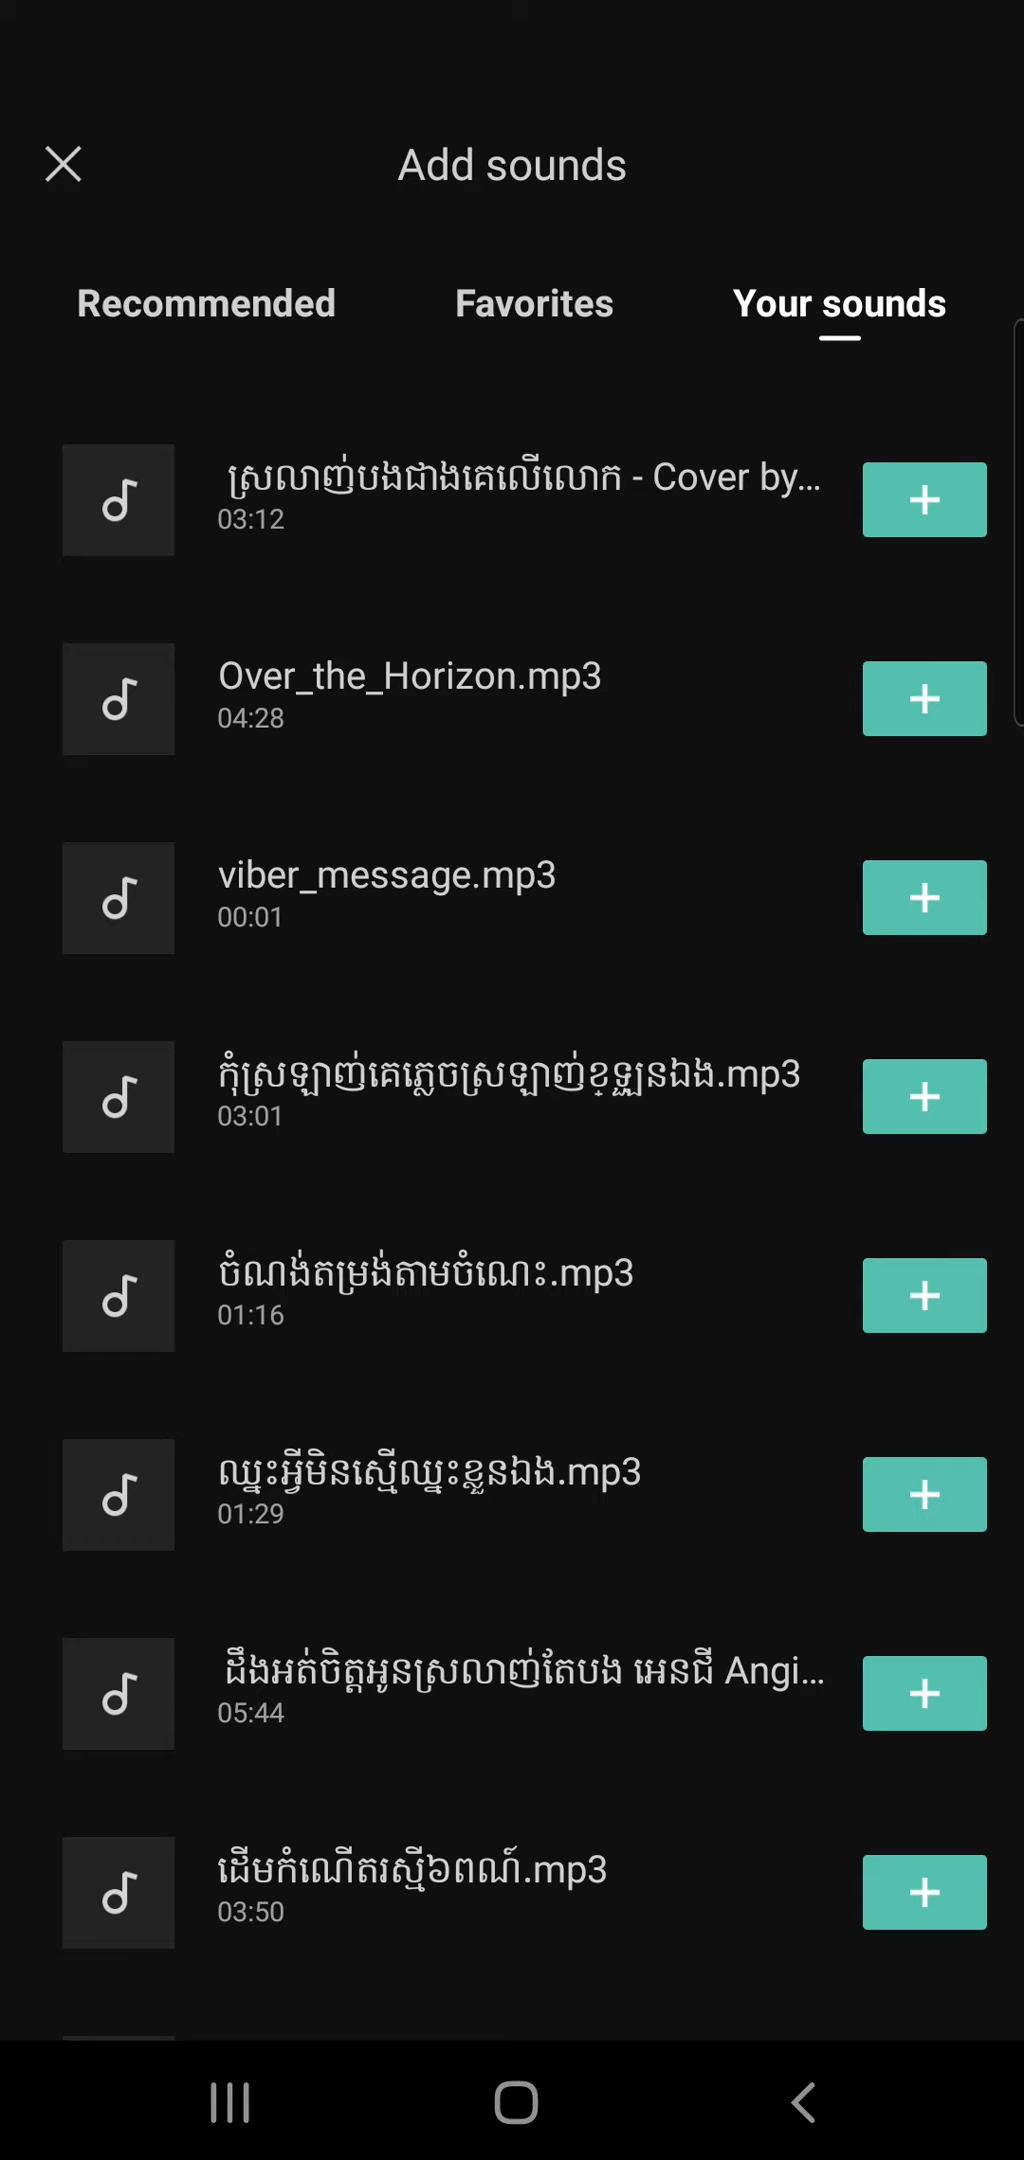 Add sounds
Recommended
Favorites
Your sounds
ស្រលាញ់បងជាងគេលើលោក - Cover by...
03:12
Over_the_Horizon.mp3
04:28
viber_message.mp3
00:01
កុំស្រឡាញ់គេភ្លេចស្រឡាញ់ខ្ឡួនឯង.mp3
03:01
ចំណង់តម្រង់តាមចំណេះ.mp3
01:16
ឈ្នះអ្វីមិនស្មើឈ្នះខ្លួនឯង.mp3
01:29
ដឹងអត់ចិត្តអូនស្រលាញ់តែបង អេនជី Angi...
05:44
ដើមកំណើតរស្មី៦ពណ៍.mp3
03:50